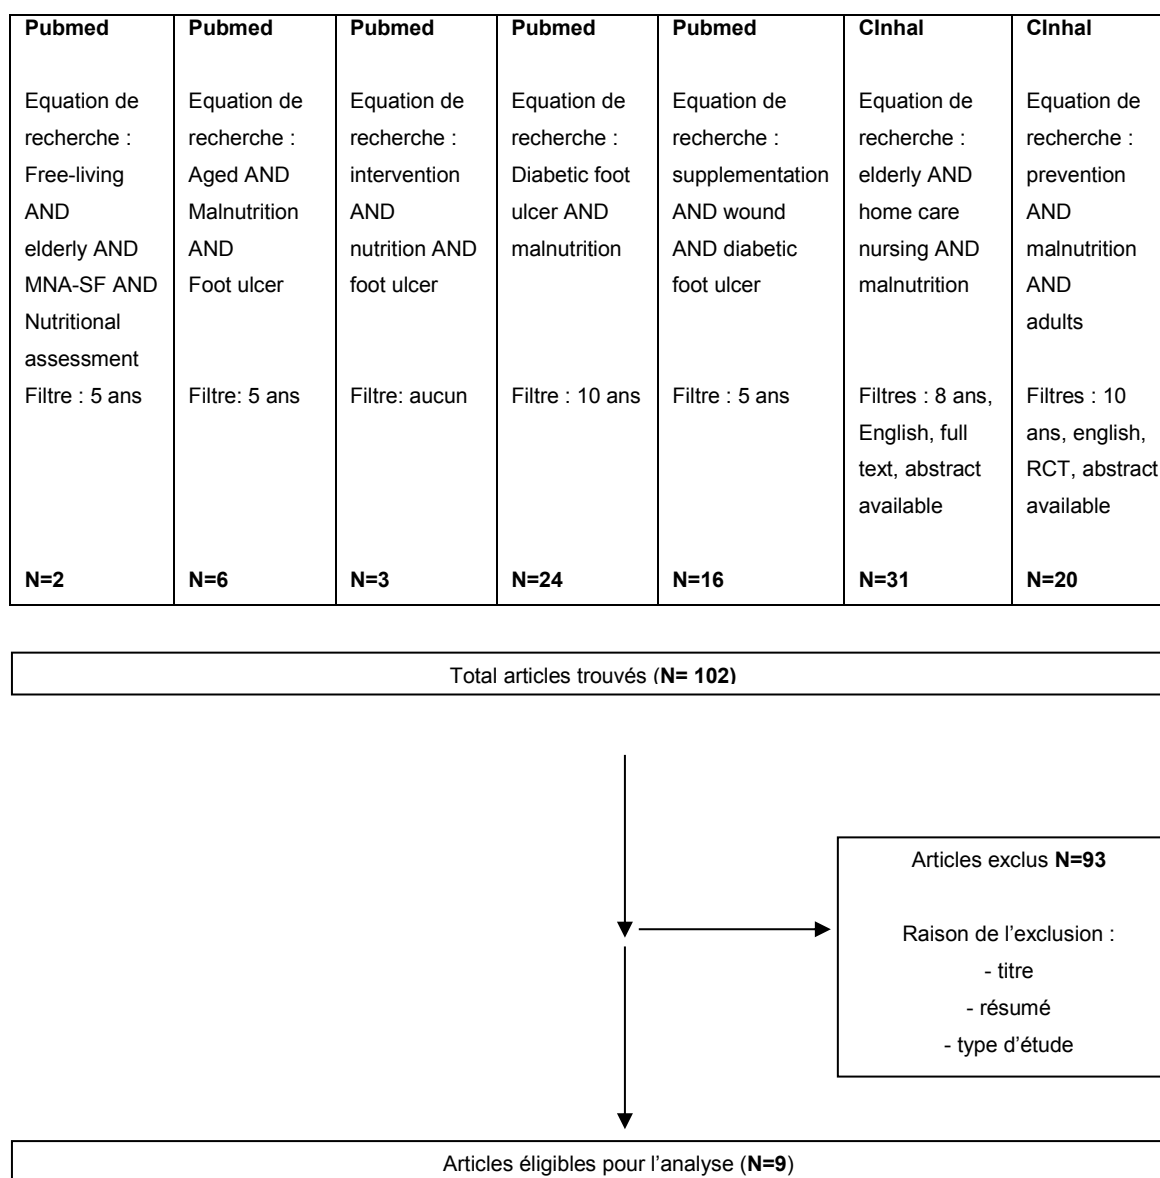 Pubmed
Equation de
recherche :
Free-living
AND
elderly AND
MNA-SF AND
Nutritional
assessment
Filtre : 5 ans
N=2
Pubmed
Equation de
recherche :
Aged AND
Malnutrition
AND
Foot ulcer
Filtre: 5 ans
N=6
Pubmed
Equation de
recherche :
intervention
AND
nutrition AND
foot ulcer
Filtre: aucun
N=3
Pubmed
Equation de
recherche :
Diabetic foot
ulcer AND
malnutrition
Filtre : 10 ans
N=24
Pubmed
Equation de
recherche :
supplementation
AND wound
AND diabetic
foot ulcer
Filtre : 5 ans
N=16
CInhal
Equation de
recherche :
elderly AND
home care
nursing AND
malnutrition
Filtres : 8 ans,
English, full
text, abstract
available
N=31
CInhal
Equation de
recherche :
prevention
AND
malnutrition
AND
adults
Filtres : 10
ans, english,
RCT, abstract
available
N=20
Total articles trouvés (N= 102)
Articles exclus N=93
Raison de l’exclusion :
- titre
- résumé
- type d’étude
Articles éligibles pour l’analyse (N=9)